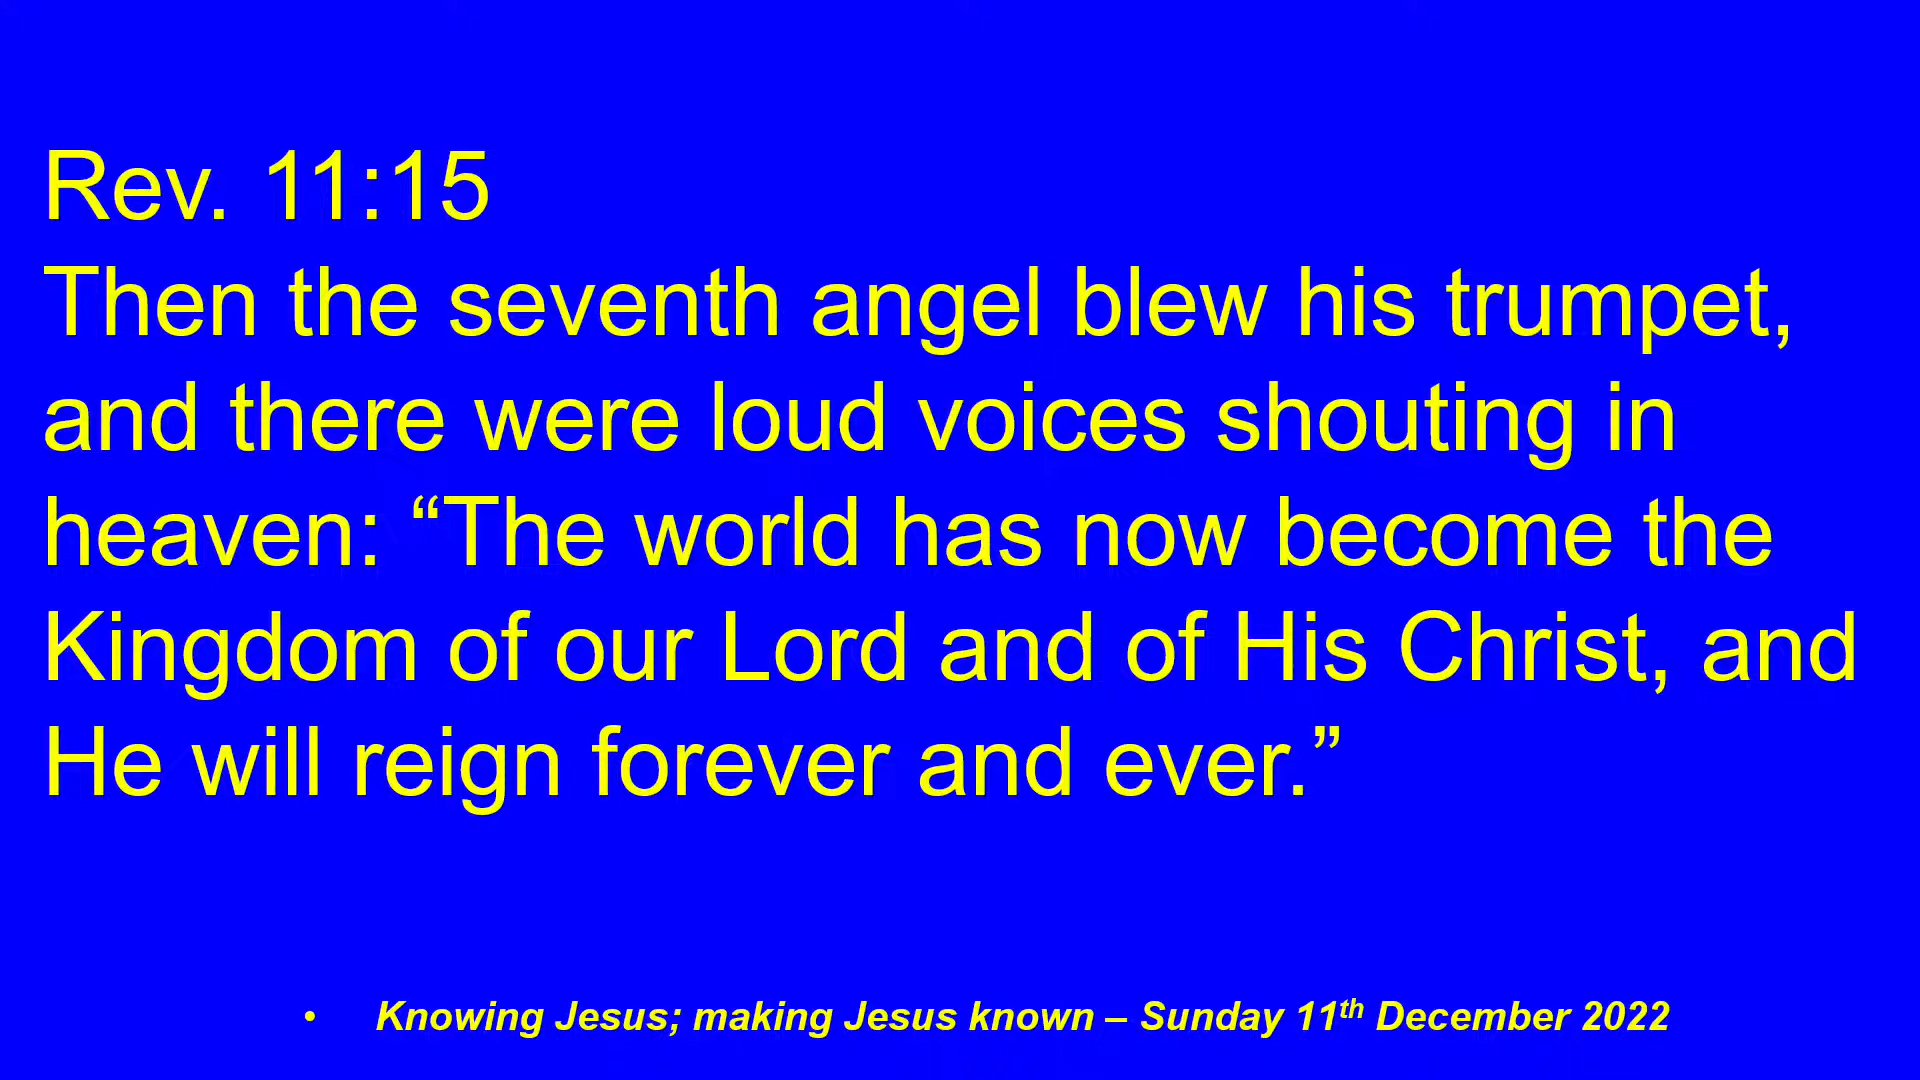 Rev. 11:15
Then the seventh angel blew his trumpet,
and there were loud voices shouting in
heaven: “The world has now become the
Kingdom of our Lord and of His Christ, and
He will reign forever and ever.”
• Knowing Jesus; making Jesus known – Sunday 11th December 2022